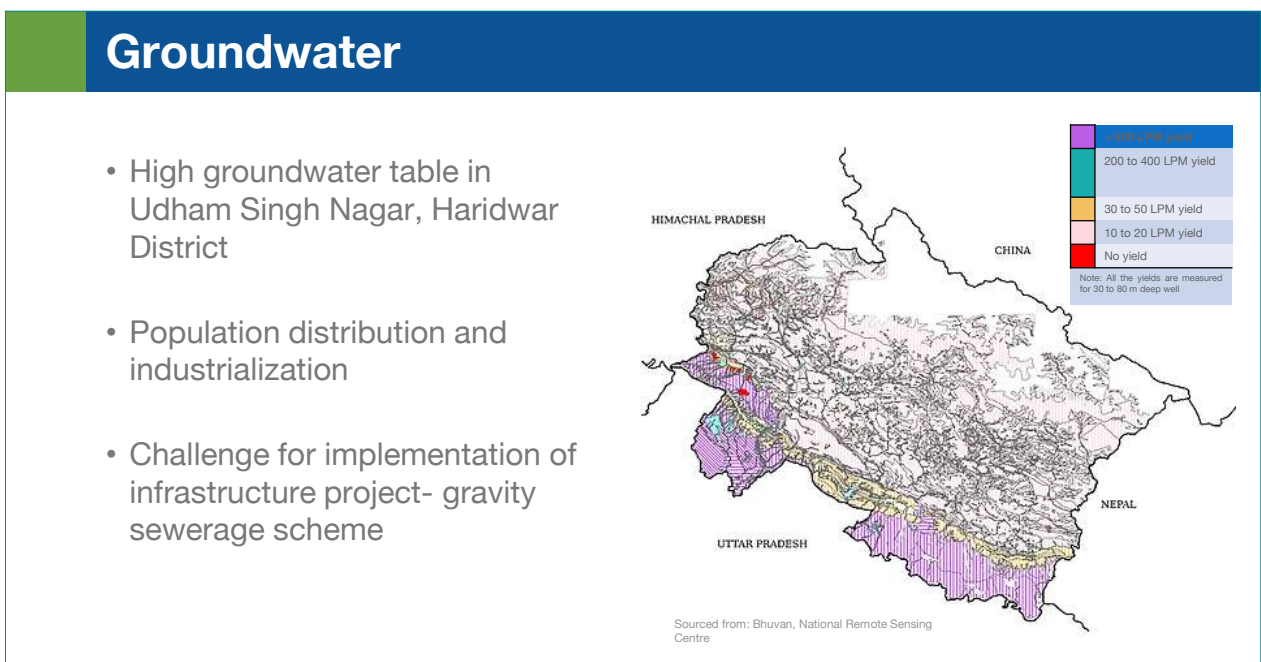 Groundwater
• High groundwater table in
Udham Singh Nagar, Haridwar
District
• Population distribution and
industrialization
• Challenge for implementation of
infrastructure project- gravity
sewerage scheme
LPM yield
200 to 400 LPM yield
30 to 50 LPM yield
10 to 20 LPM yield
No yield
Note: All the yields are measured
for 30 to 80 m deep well
HIMACHAL PRADESH
CHINA
NEPAL
UTTAR PRADESH
Sourced from: Bhuvan, National Remote Sensing
Centre